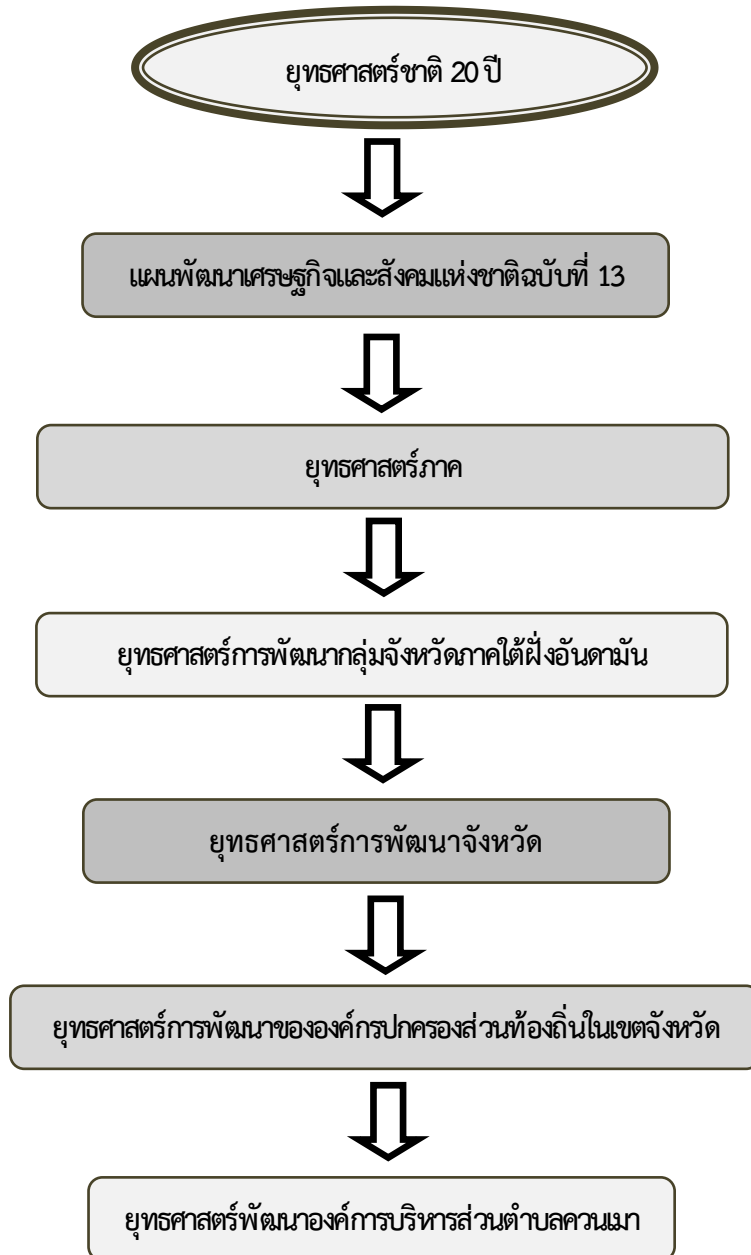 ยุทธศาสตร์ชาติ 20 ปี
แผนพัฒนาเศรษฐกิจและสังคมแห่งชาติฉบับที่ 13
ยุทธศาสตร์ภาค
ยุทธศาสตร์การพัฒนากลุ่มจังหวัดภาคใต้ฝั่งอันดามัน
ยุทธศาสตร์การพัฒนาจังหวัด
ยุทธศาสตร์การพัฒนาขององค์กรปกครองส่วนท้องถิ่นในเขตจังหวัด
ยุทธศาสตร์พัฒนาองค์การบริหารส่วนตำบลควนเมา